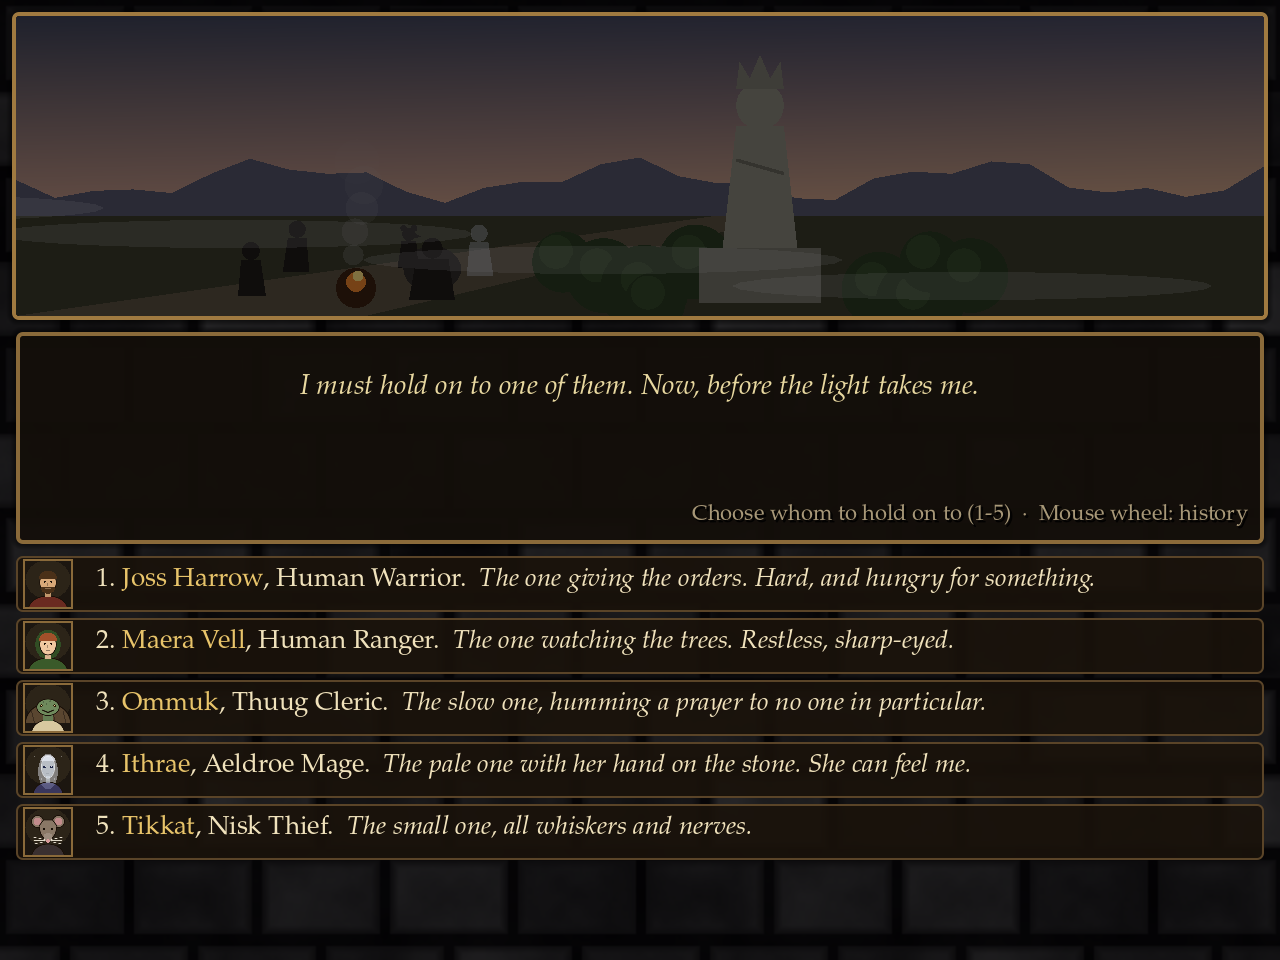 I must hold on to one of them. Now, before the light takes me.
Choose whom to hold on to (1-5) · Mouse wheel: history
1. Joss Harrow, Human Warrior. The one giving the orders. Hard, and hungry for something.
2. Maera Vell, Human Ranger. The one watching the trees. Restless, sharp-eyed.
3. Ommuk, Thuug Cleric. The slow one, humming a prayer to no one in particular.
4. Ithrae, Aeldroe Mage. The pale one with her hand on the stone. She can feel me.
5. Tikkat, Nisk Thief. The small one, all whiskers and nerves.